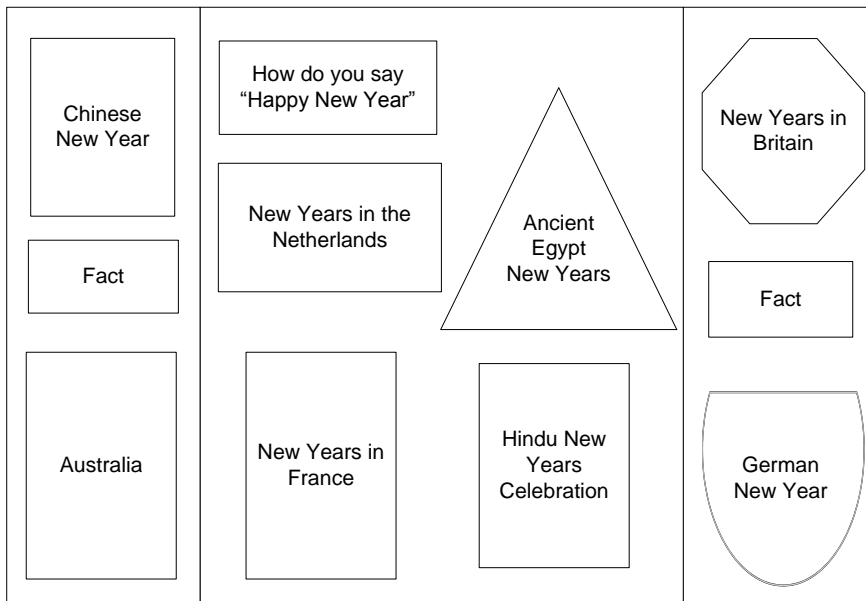 Chinese
New Year
Fact
Australia
How do you say
“Happy New Year”
New Years in the
Netherlands
Ancient
Egypt
New Years
New Years in
France
Hindu New
Years
Celebration
New Years in
Britain
Fact
German
New Year